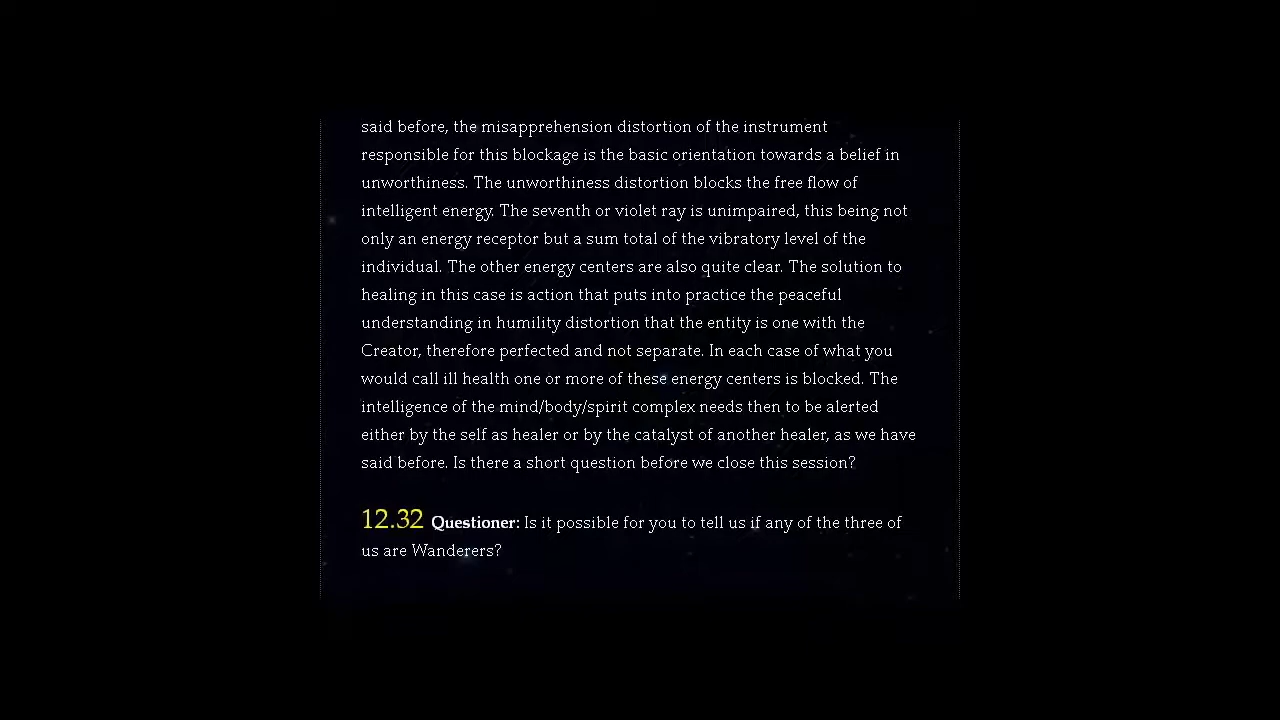 said before, the misapprehension distortion of the instrument
responsible for this blockage is the basic orientation towards a belief in
unworthiness. The unworthiness distortion blocks the free flow of
intelligent energy. The seventh or violet ray is unimpaired, this being not
only an energy receptor but a sum total of the vibratory level of the
individual. The other energy centers are also quite clear. The solution to
healing in this case is action that puts into practice the peaceful
understanding in humility distortion that the entity is one with the
Creator, therefore perfected and not separate. In each case of what you
would call ill health one or more of these energy centers is blocked. The
intelligence of the mind/body/spirit complex needs then to be alerted
either by the self as healer or by the catalyst of another healer, as we have
said before. Is there a short question before we close this session?
12.32 Questioner: Is it possible for you to tell us if any of the three of
us are Wanderers?